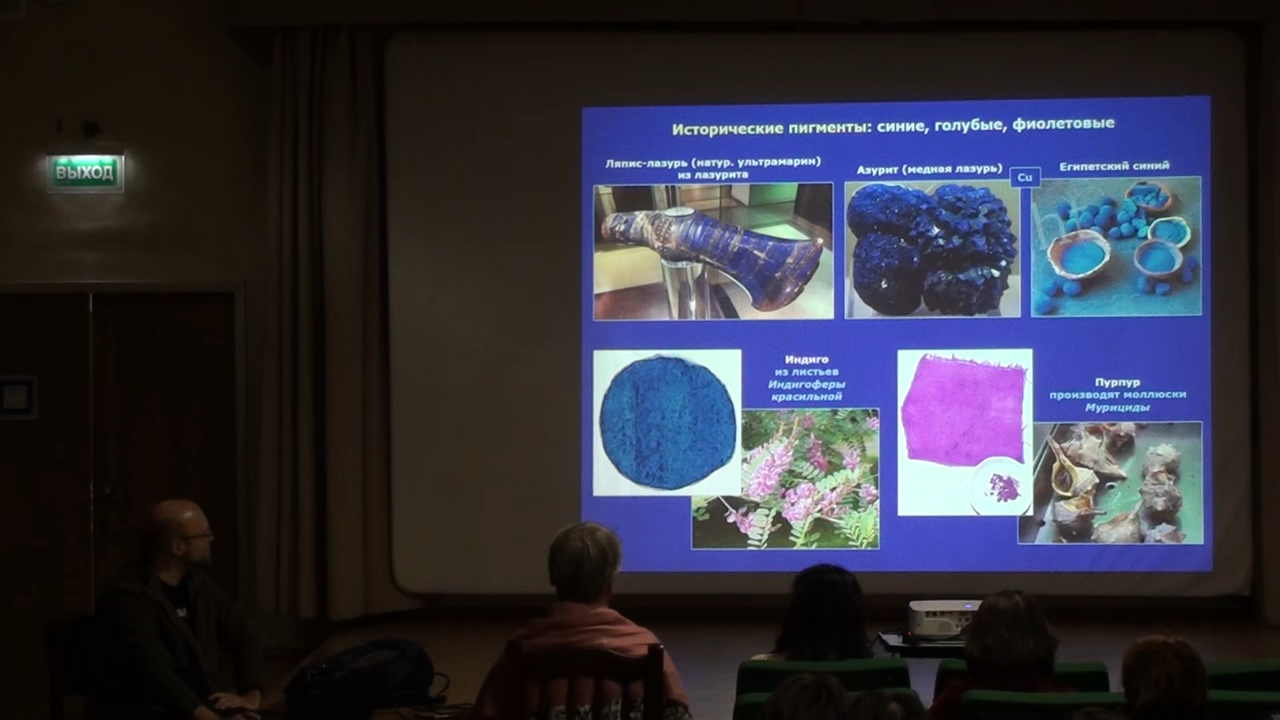 ВЫХОД
Исторические пигменты: синие, голубые, фиолетовые
Ляпис-лазурь (натур. ультрамарин)
из лазурита
Азурит (медная лазурь)
Cu
Египетский синий
Индиго
из листьев
Индигоферы
красильной
Пурпур
производят моллюски
Мурициды